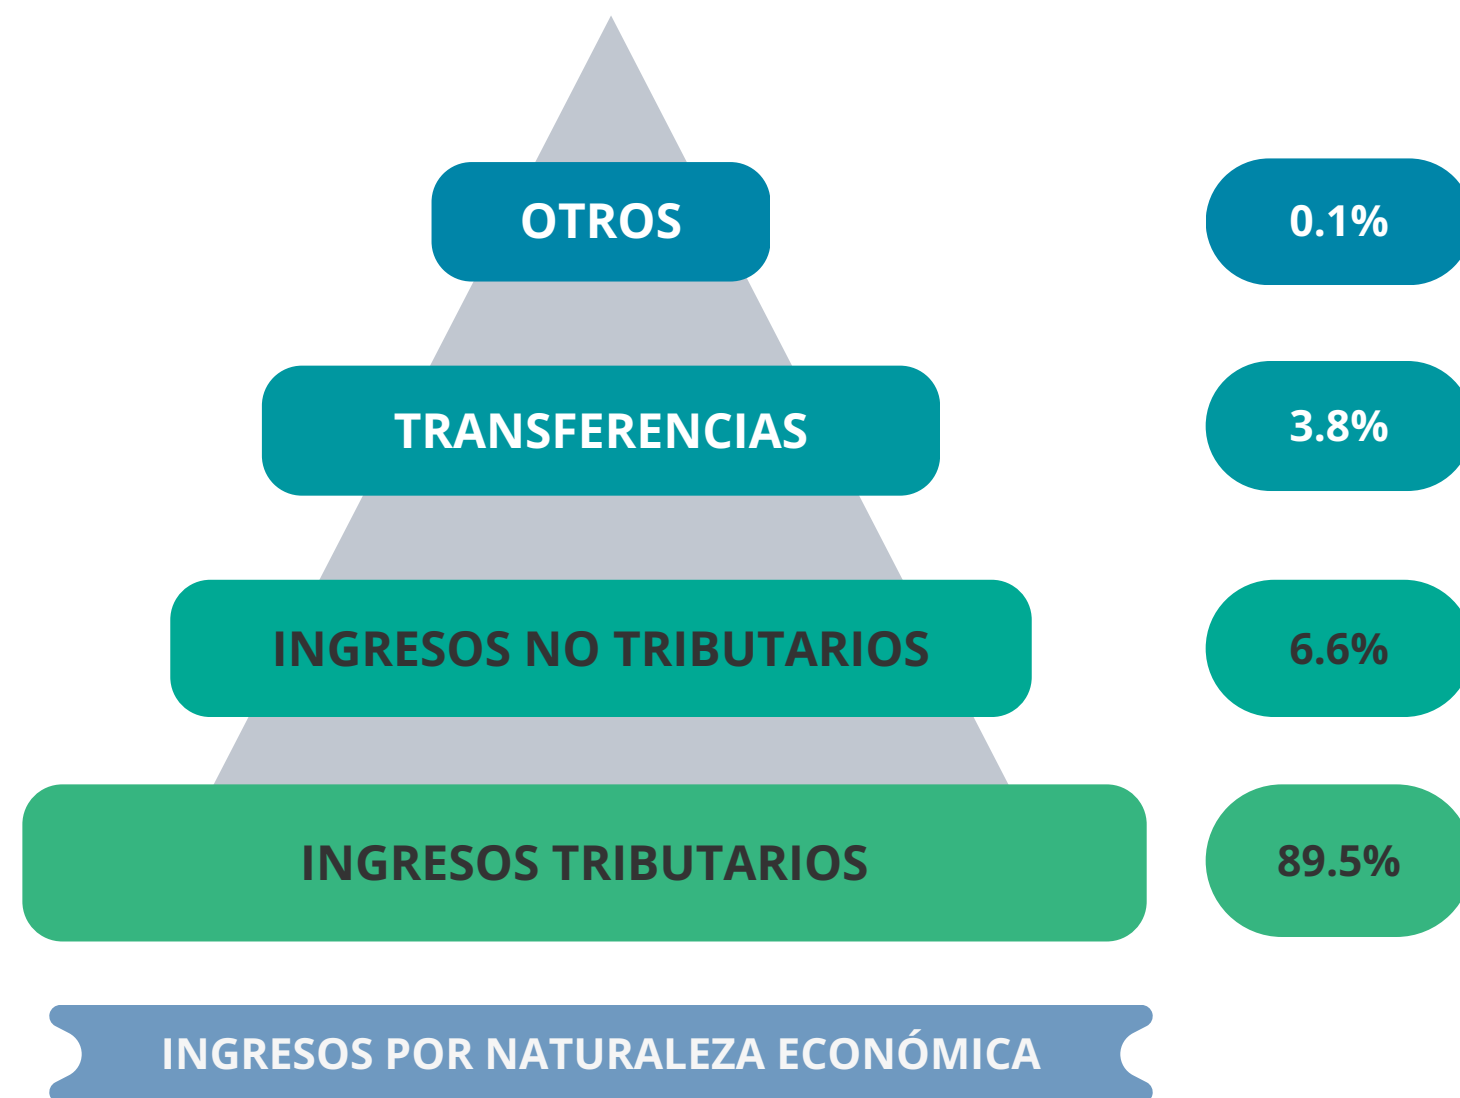 OTROS
0.1%
TRANSFERENCIAS
3.8%
INGRESOS NO TRIBUTARIOS
6.6%
INGRESOS TRIBUTARIOS
89.5%
INGRESOS POR NATURALEZA ECONÓMICA